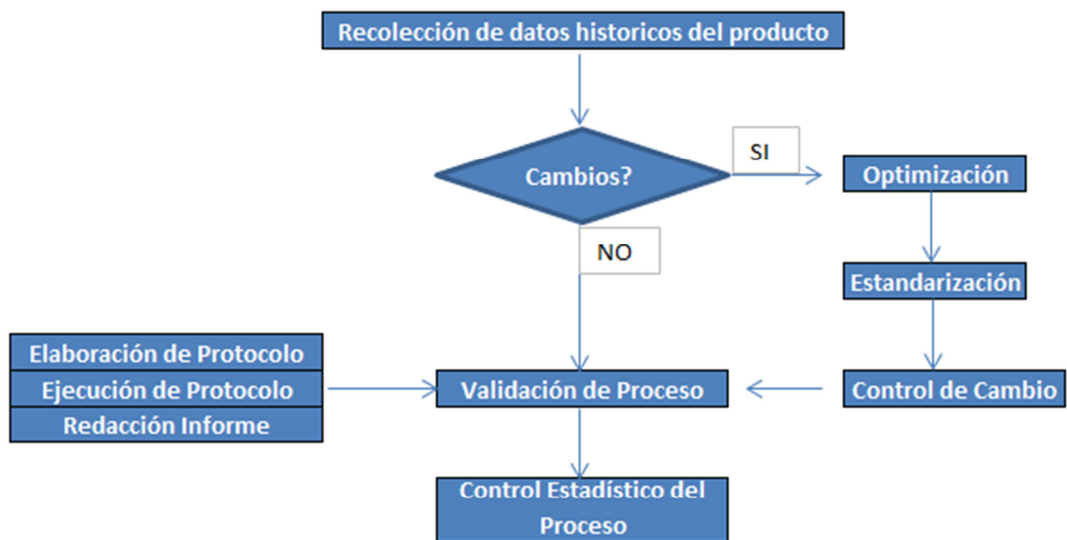 Recolección de datos historicos del producto
Cambios?
SI
Optimización
NO
Estandarización
Elaboración de Protocolo
Ejecución de Protocolo
Validación de Proceso
Control de Cambio
Redacción Informe
Control Estadístico del
Proceso